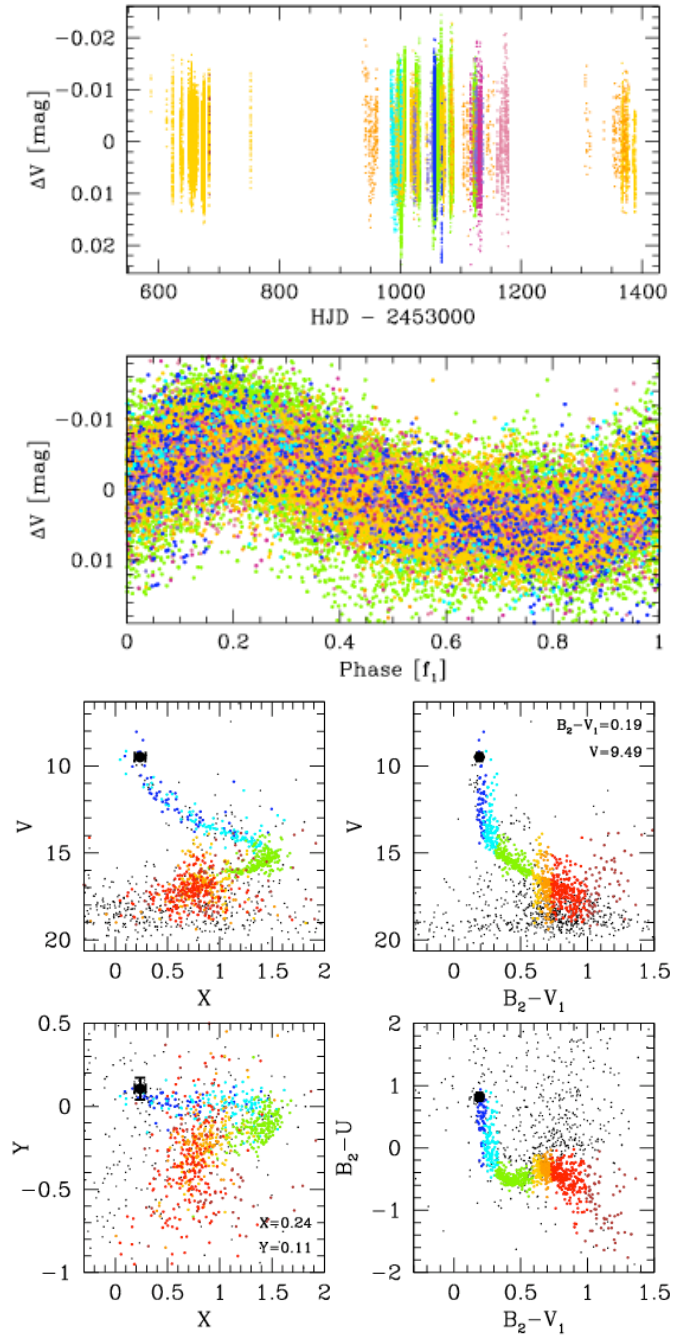 -0.02
-0.01
0
0.01
0.02
ΔV [mag]
600 800 1000 1200 1400
HJD − 2453000
-0.01
0
0.01
ΔV [mag]
0 0.2 0.4 0.6 0.8 1
Phase [f₁]
10
15
20
V
0 0.5 1 1.5 2
X
B₂−V₁=0.19
V=9.49
10
15
20
V
0 0.5 1 1.5
B₂−V₁
0.5
0
-0.5
-1
Y
X=0.24
Y=0.11
0 0.5 1 1.5 2
X
2
1
0
-1
-2
B₂−U
0 0.5 1 1.5
B₂−V₁